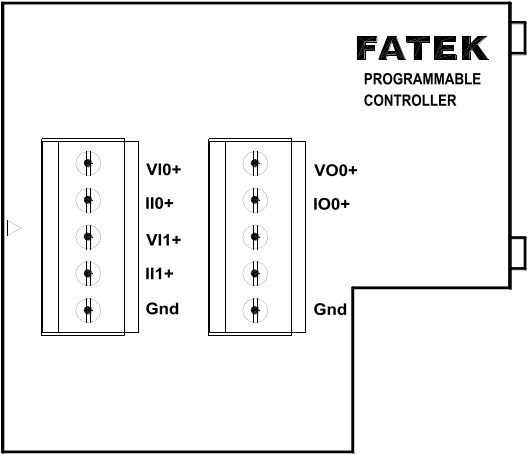 FATEK
PROGRAMMABLE
CONTROLLER
VI0+
II0+
VI1+
II1+
Gnd
VO0+
IO0+
Gnd